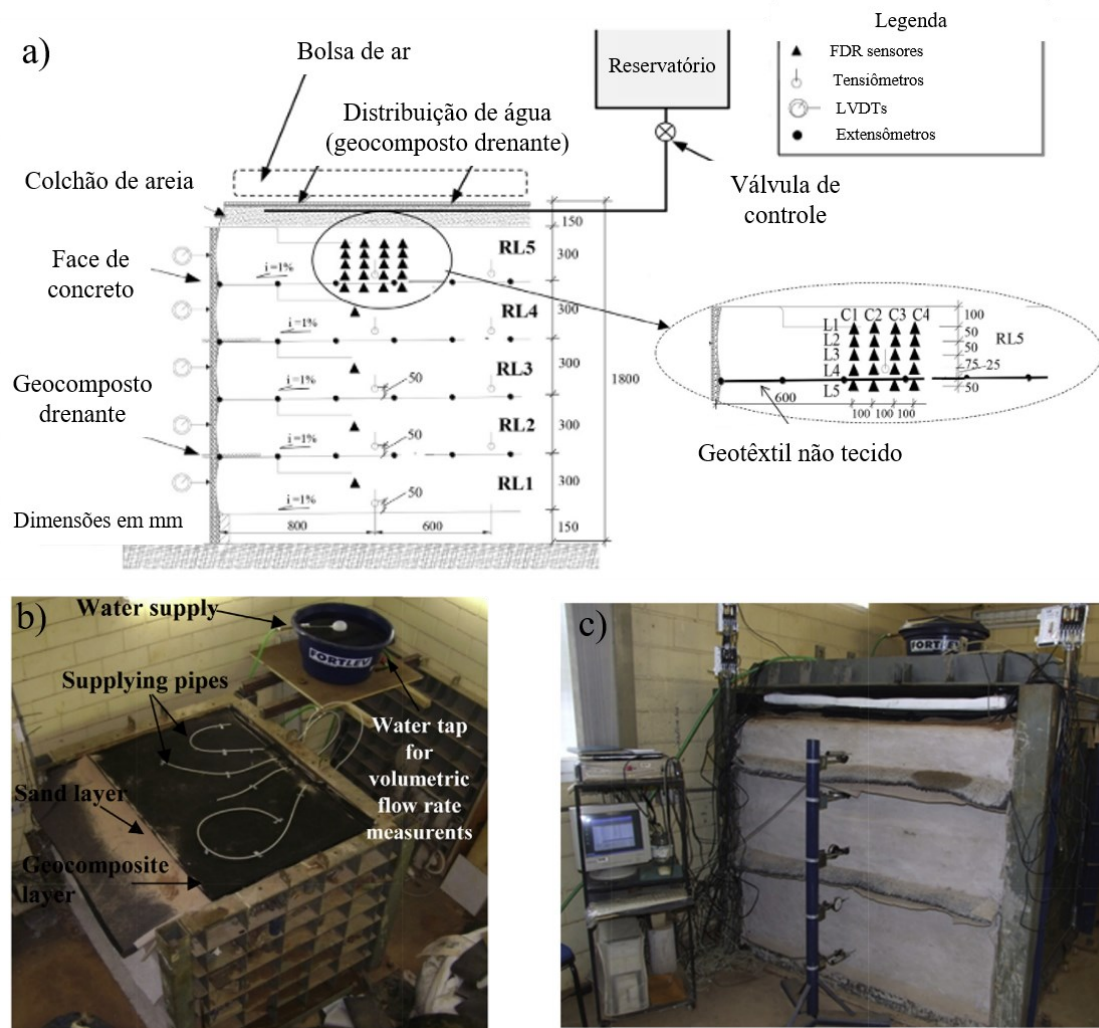 a)
Bolsa de ar
Distribuição de água
(geocomposto drenante)
Colchão de areia
Face de
concreto
Geocomposto
drenante
Dimensões em mm
Reservatório
Válvula de
controle
Legenda
FDR sensores
Tensiômetros
LVDTs
Extensômetros
RL5
RL4
RL3
RL2
RL1
i=1%
i=1%
i=1%
i=1%
i=1%
50
50
50
800
600
150
300
300
300
300
300
150
1800
C1 C2 C3 C4
L1
L2
L3
L4
L5
RL5
100
50
50
75 25
50
600
100 100 100
Geotêxtil não tecido
b)
Water supply
FORTLEV
Supplying pipes
Water tap
for
volumetric
flow rate
measurents
Sand layer
Geocomposite
layer
c)
FORTLEV